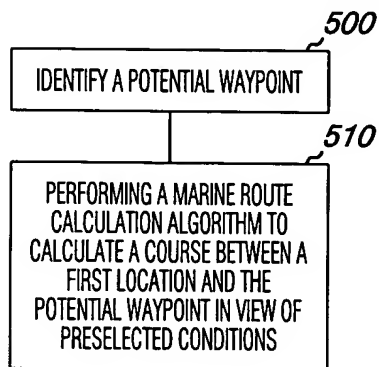 500
IDENTIFY A POTENTIAL WAYPOINT
510
PERFORMING A MARINE ROUTE
CALCULATION ALGORITHM TO
CALCULATE A COURSE BETWEEN A
FIRST LOCATION AND THE
POTENTIAL WAYPOINT IN VIEW OF
PRESELECTED CONDITIONS